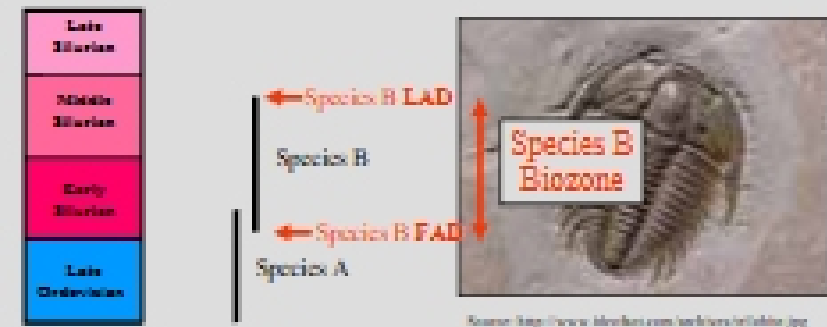 Late
Silurian
Middle
Silurian
Early
Silurian
Late
Ordovician
Species B LAD
Species B
Species B FAD
Species A
Species B
Biozone